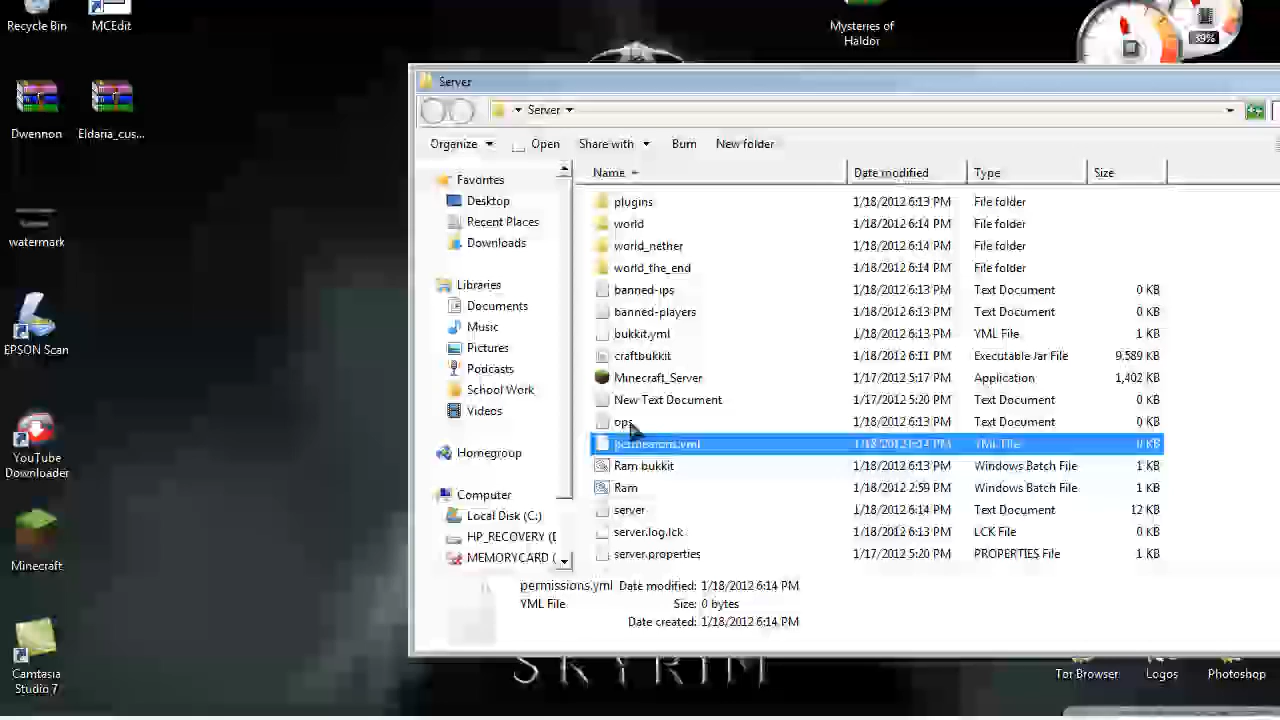 Recycle Bin
MCEdit
Mysteries of
Haldor
39%
Dwennon
Eldaria_cus...
watermark
EPSON Scan
YouTube
Downloader
Minecraft
Camtasia
Studio 7
Server
Server
Organize
Open
Share with
Burn
New folder
Name
Date modified
Type
Size
Favorites
Desktop
Recent Places
Downloads
Libraries
Documents
Music
Pictures
Podcasts
School Work
Videos
Homegroup
Computer
Local Disk (C:)
HP_RECOVERY (D
MEMORYCARD (
plugins 1/18/2012 6:13 PM File folder
world 1/18/2012 6:14 PM File folder
world_nether 1/18/2012 6:14 PM File folder
world_the_end 1/18/2012 6:14 PM File folder
banned-ips 1/18/2012 6:13 PM Text Document 0 KB
banned-players 1/18/2012 6:13 PM Text Document 0 KB
bukkit.yml 1/18/2012 6:13 PM YML File 1 KB
craftbukkit 1/18/2012 6:11 PM Executable Jar File 9,589 KB
Minecraft_Server 1/17/2012 5:17 PM Application 1,402 KB
New Text Document 1/17/2012 5:20 PM Text Document 0 KB
ops 1/18/2012 6:13 PM Text Document 0 KB
permissions.yml 1/18/2012 6:14 PM YML File 0 KB
Ram bukkit 1/18/2012 6:13 PM Windows Batch File 1 KB
Ram 1/18/2012 2:59 PM Windows Batch File 1 KB
server 1/18/2012 6:14 PM Text Document 12 KB
server.log.lck 1/18/2012 6:13 PM LCK File 0 KB
server.properties 1/17/2012 5:20 PM PROPERTIES File 1 KB
permissions.yml Date modified: 1/18/2012 6:14 PM
YML File Size: 0 bytes
Date created: 1/18/2012 6:14 PM
SKYRIM
Tor Browser
Logos
Photoshop